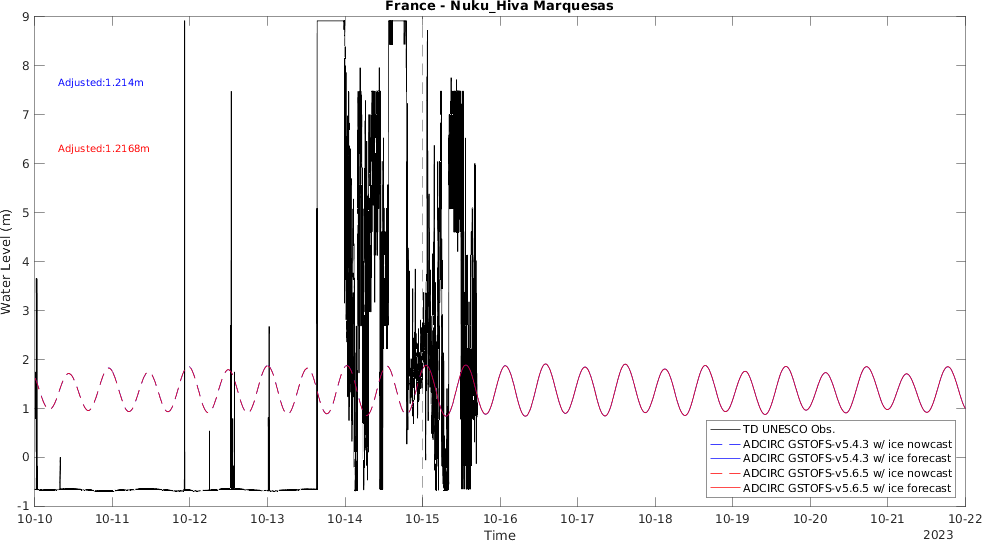 France - Nuku_Hiva Marquesas
9
8
7
6
5
4
3
2
1
0
-1
Water Level (m)
Adjusted:1.214m
Adjusted:1.2168m
TD UNESCO Obs.
ADCIRC GSTOFS-v5.4.3 w/ ice nowcast
ADCIRC GSTOFS-v5.4.3 w/ ice forecast
ADCIRC GSTOFS-v5.6.5 w/ ice nowcast
ADCIRC GSTOFS-v5.6.5 w/ ice forecast
10-10 10-11 10-12 10-13 10-14 10-15 10-16 10-17 10-18 10-19 10-20 10-21 10-22
Time
2023